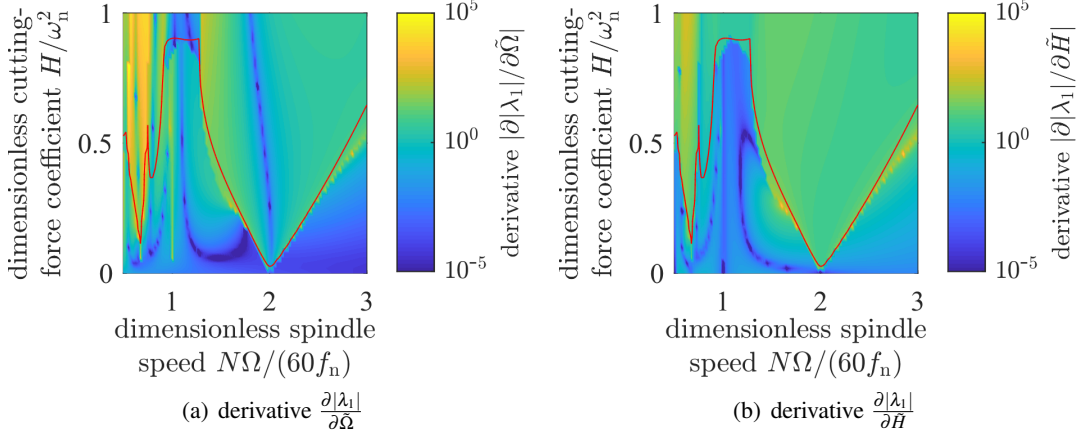 dimensionless cutting-
force coefficient H/ω_n^2
1
0.5
0
1
2
3
dimensionless spindle
speed NΩ/(60f_n)
10^5
10^0
10^-5
derivative |∂|λ_1|/∂Ω̃|
(a) derivative ∂|λ_1|/∂Ω̃
dimensionless cutting-
force coefficient H/ω_n^2
1
0.5
0
1
2
3
dimensionless spindle
speed NΩ/(60f_n)
10^5
10^0
10^-5
derivative |∂|λ_1|/∂H̃|
(b) derivative ∂|λ_1|/∂H̃